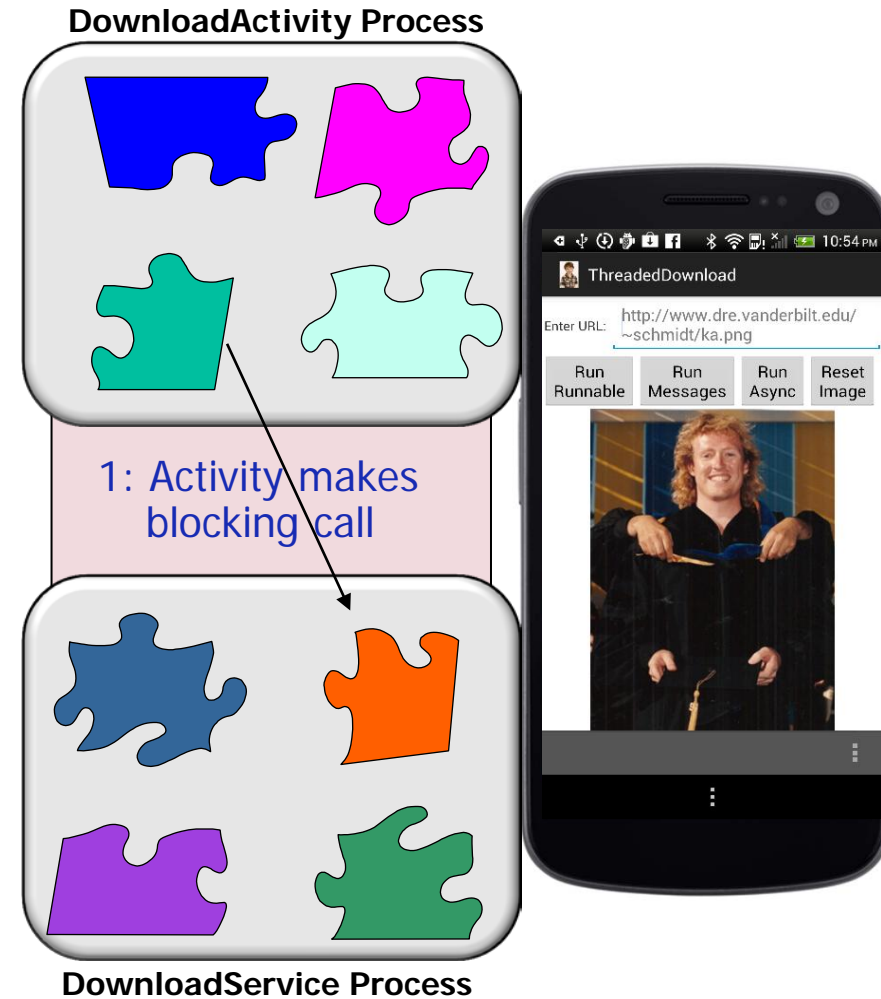 DownloadActivity Process
1: Activity makes
blocking call
DownloadService Process
10:54 PM
ThreadedDownload
Enter URL:
http://www.dre.vanderbilt.edu/
~schmidt/ka.png
Run
Runnable
Run
Messages
Run
Async
Reset
Image